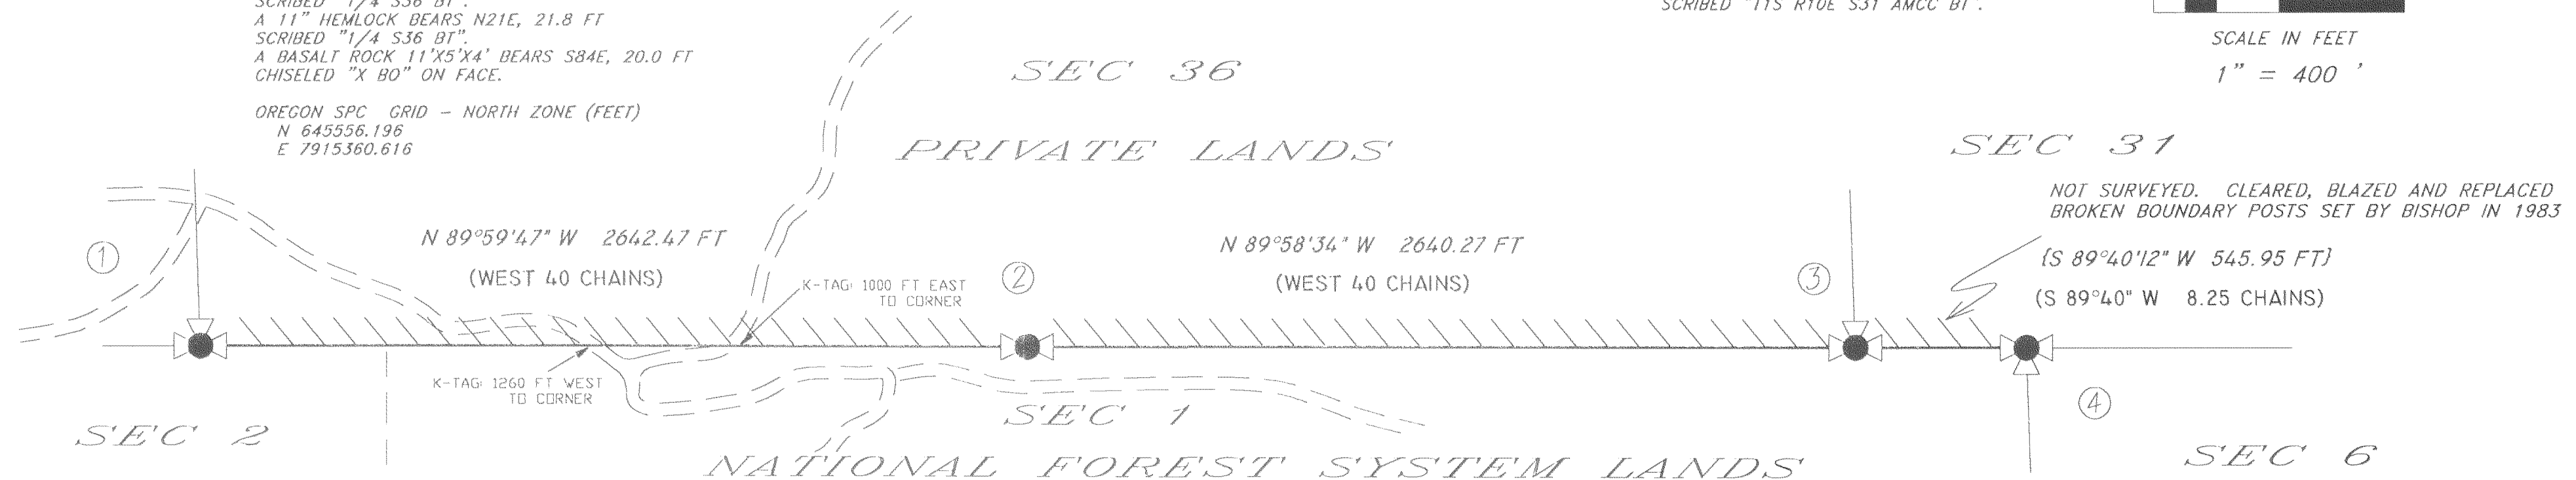 SCRIBED "1/4 S36 BT".
A 11" HEMLOCK BEARS N21E, 21.8 FT
SCRIBED "1/4 S36 BT".
A BASALT ROCK 11'X5'X4' BEARS S84E, 20.0 FT
CHISELED "X BO" ON FACE.
OREGON SPC GRID - NORTH ZONE (FEET)
N 645556.196
E 7915360.616
SCRIBED "T1S R10E S31 AMCC BT".
SCALE IN FEET
1" = 400 '
SEC 36
PRIVATE LANDS
SEC 31
NOT SURVEYED. CLEARED, BLAZED AND REPLACED
BROKEN BOUNDARY POSTS SET BY BISHOP IN 1983
1
N 89°59'47" W 2642.47 FT
(WEST 40 CHAINS)
K-TAG: 1000 FT EAST
TO CORNER
2
N 89°58'34" W 2640.27 FT
(WEST 40 CHAINS)
3
{S 89°40'12" W 545.95 FT}
(S 89°40" W 8.25 CHAINS)
K-TAG: 1260 FT WEST
TO CORNER
4
SEC 2
SEC 1
SEC 6
NATIONAL FOREST SYSTEM LANDS